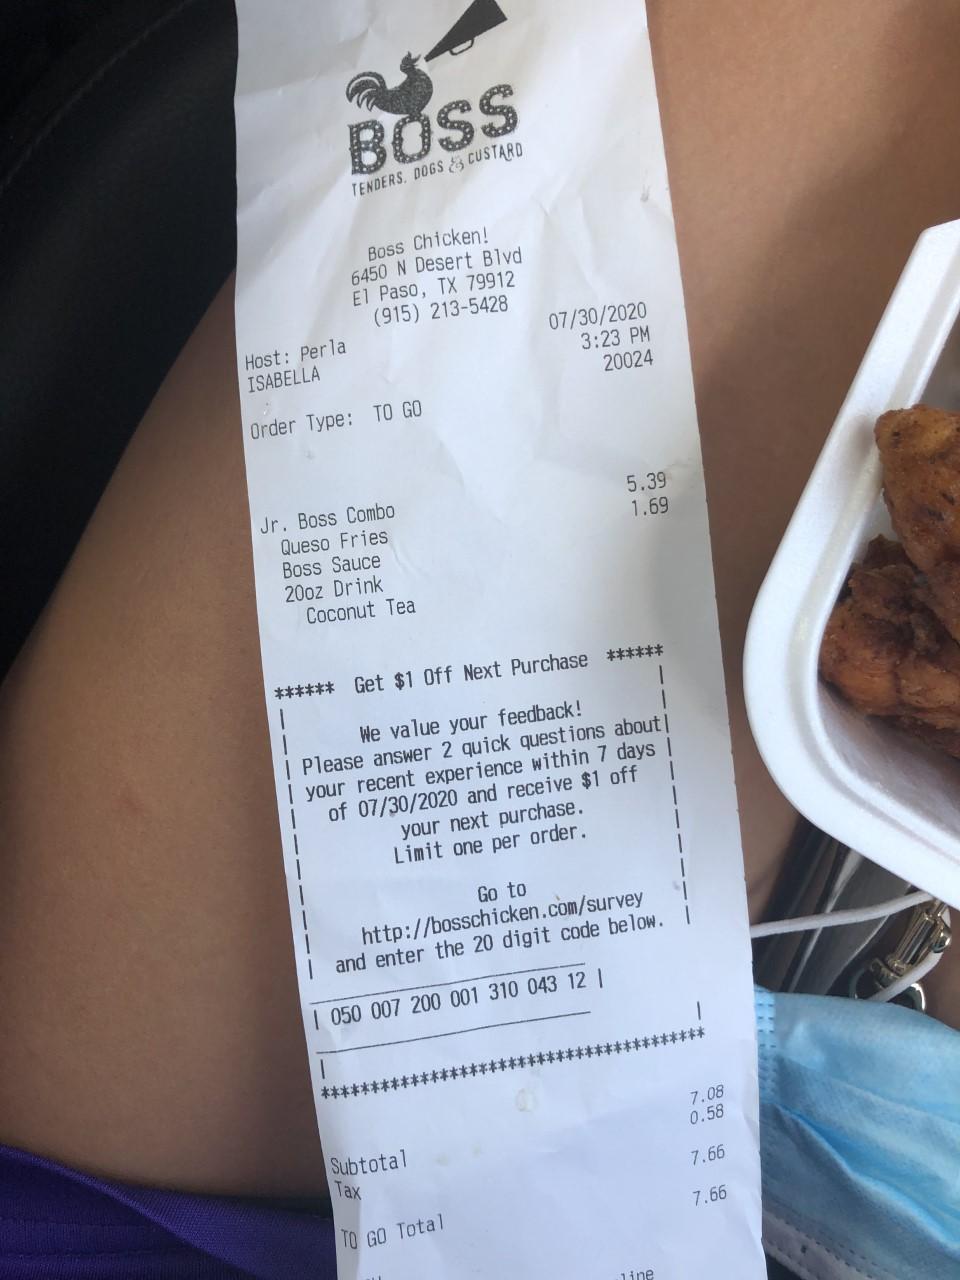 BOSS
TENDERS, DOGS & CUSTARD
Boss Chicken!
6450 N Desert Blvd
El Paso, TX 79912
(915) 213-5428
Host: Perla 07/30/2020
ISABELLA 3:23 PM
20024
Order Type: TO GO
Jr. Boss Combo 5.39
Queso Fries 1.69
Boss Sauce
20oz Drink
Coconut Tea
****** Get $1 Off Next Purchase ******
We value your feedback!
Please answer 2 quick questions about
your recent experience within 7 days
of 07/30/2020 and receive $1 off
your next purchase.
Limit one per order.
Go to
http://bosschicken.com/survey
and enter the 20 digit code below.
| 050 007 200 001 310 043 12 |
**************************************
Subtotal 7.08
Tax 0.58
TO GO Total 7.66
7.66